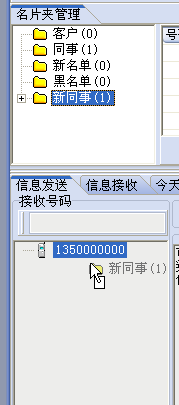 名片夹管理
客户(0)
同事(1)
新名单(0)
黑名单(0)
新同事(1)
信息发送 信息接收 今天
接收号码
1350000000
新同事(1)